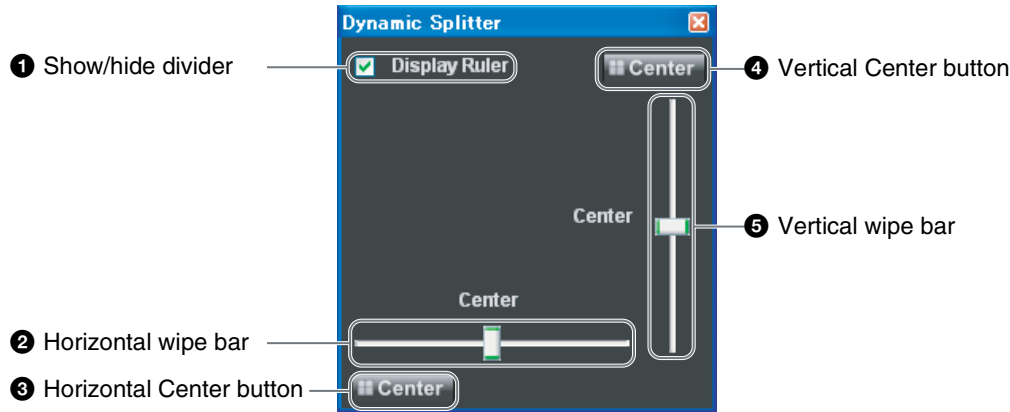 Dynamic Splitter
❶ Show/hide divider
Display Ruler
Center
❹ Vertical Center button
Center
❺ Vertical wipe bar
Center
❷ Horizontal wipe bar
❸ Horizontal Center button
Center